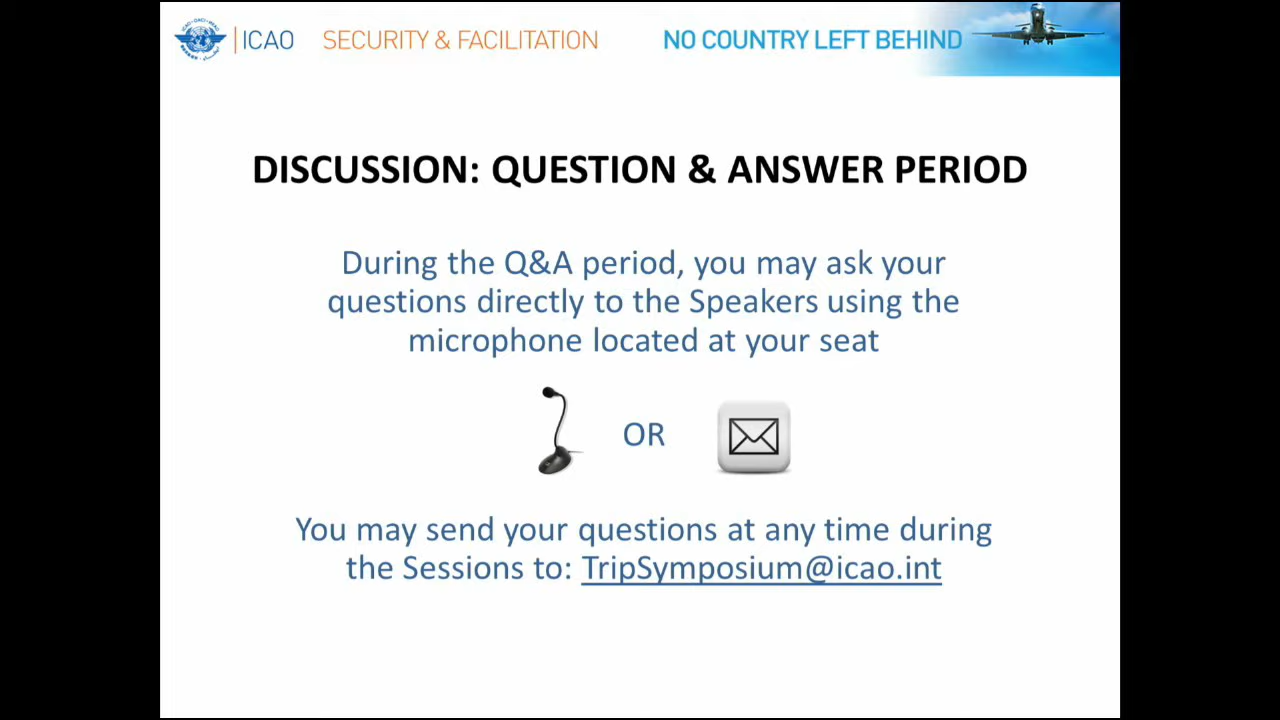 ICAO SECURITY & FACILITATION NO COUNTRY LEFT BEHIND
DISCUSSION: QUESTION & ANSWER PERIOD
During the Q&A period, you may ask your
questions directly to the Speakers using the
microphone located at your seat
OR
You may send your questions at any time during
the Sessions to: TripSymposium@icao.int